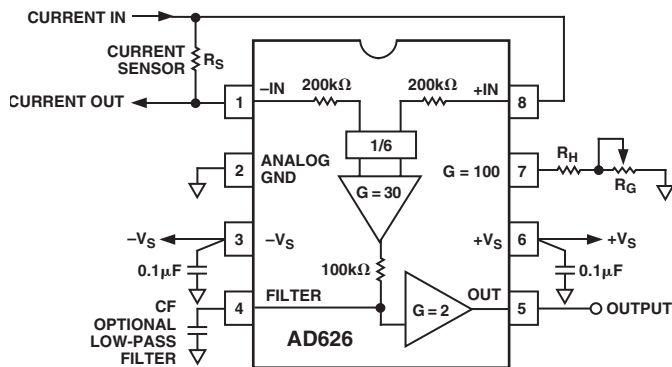 CURRENT IN
CURRENT
SENSOR
RS
CURRENT OUT
1
–IN
200kΩ
200kΩ
+IN
8
1/6
2
ANALOG
GND
G = 30
G = 100
7
RH
RG
–VS
3
–VS
+VS
6
+VS
0.1µF
100kΩ
0.1µF
CF
OPTIONAL
LOW-PASS
FILTER
4
FILTER
G = 2
OUT
5
OUTPUT
AD626